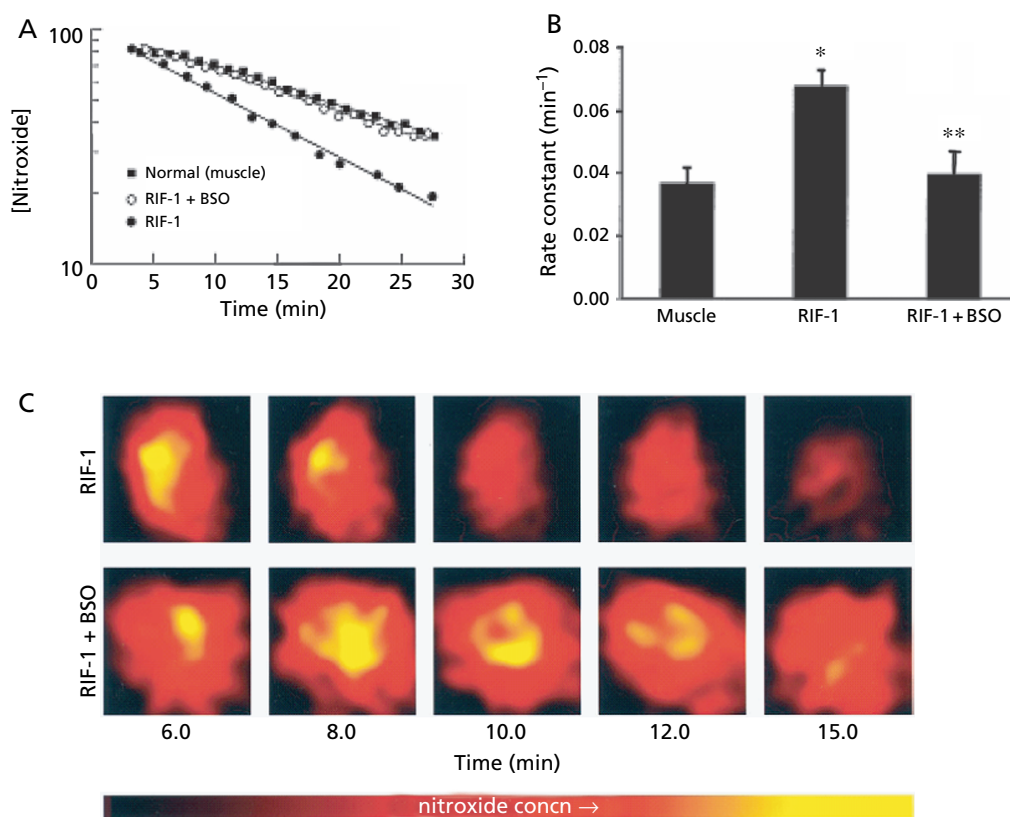 A
100
10
[Nitroxide]
Normal (muscle)
RIF-1 + BSO
RIF-1
0 5 10 15 20 25 30
Time (min)
B
0.08
0.06
0.04
0.02
0.00
Rate constant (min⁻¹)
*
**
Muscle RIF-1 RIF-1 + BSO
C
RIF-1
RIF-1 + BSO
6.0 8.0 10.0 12.0 15.0
Time (min)
nitroxide concn →